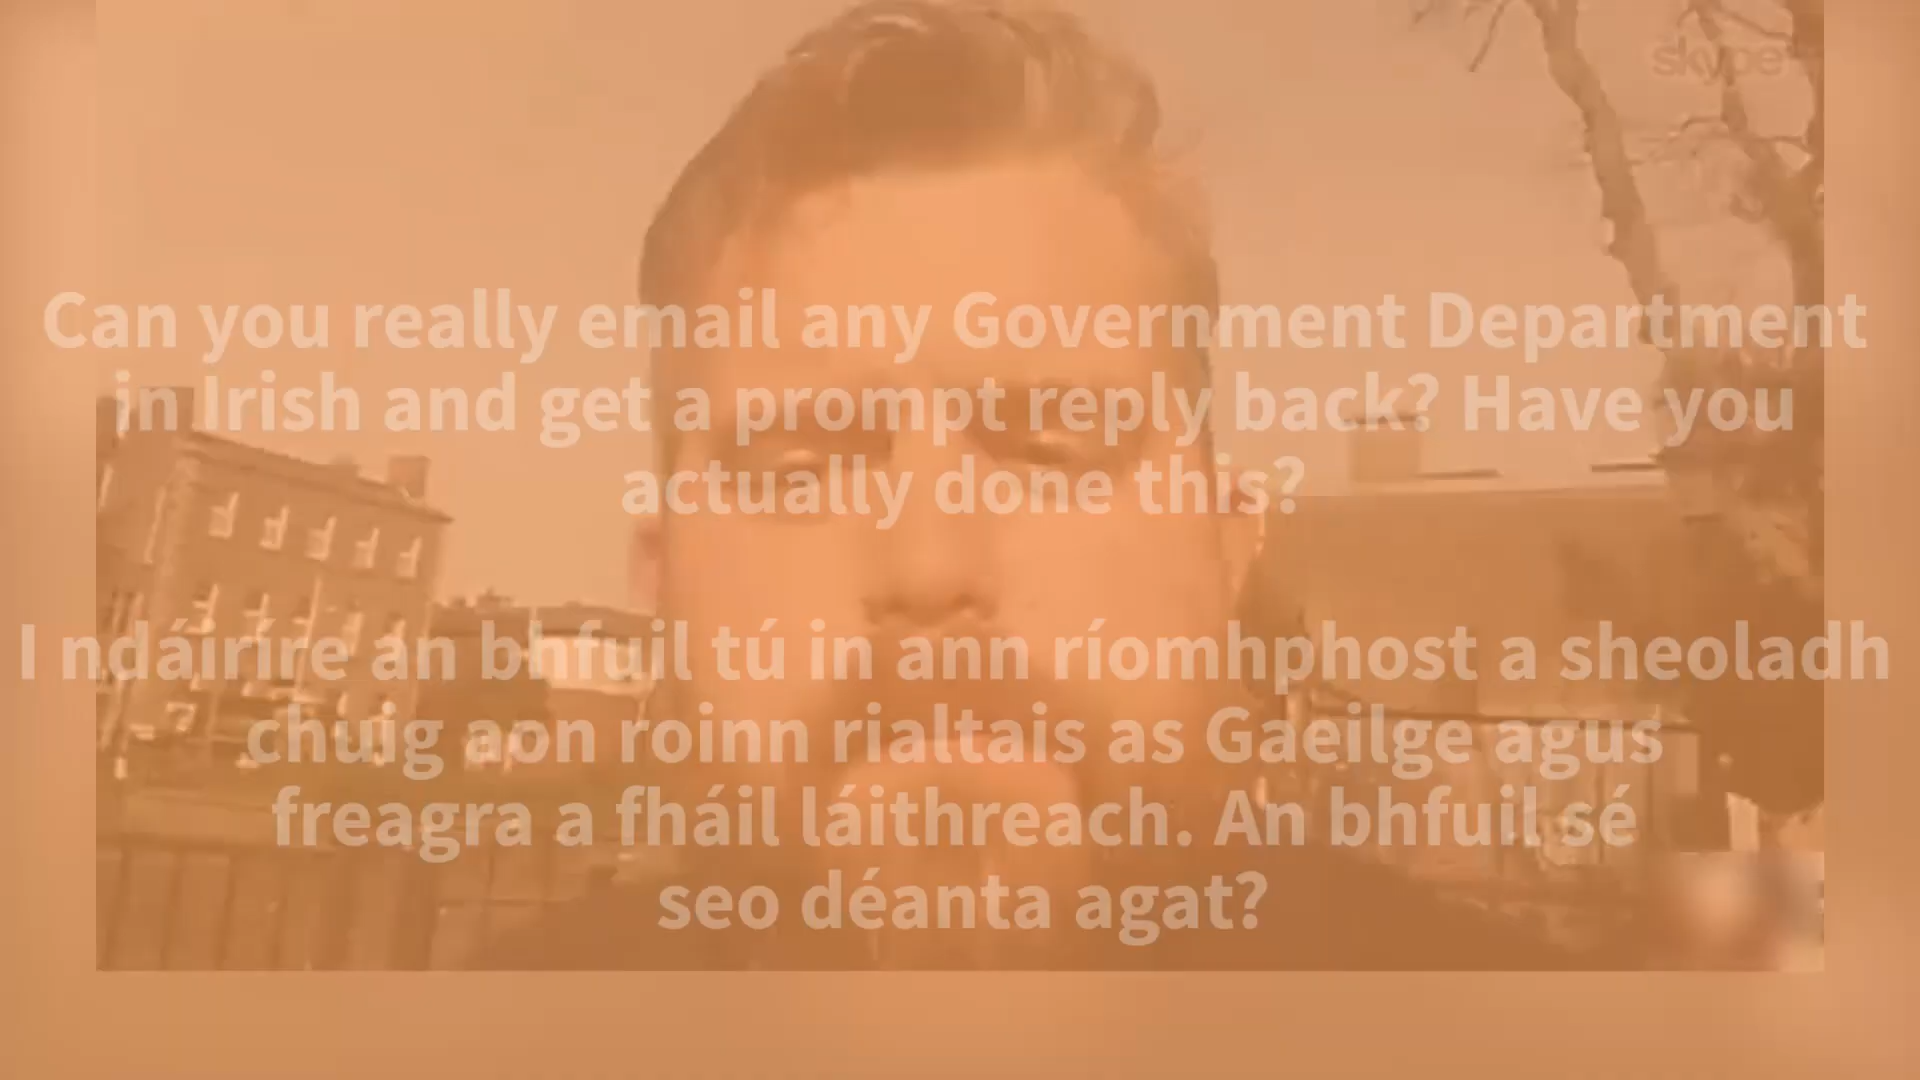 skype
Can you really email any Government Department
in Irish and get a prompt reply back? Have you
actually done this?
I ndáiríre an bhfuil tú in ann ríomhphost a sheoladh
chuig aon roinn rialtais as Gaeilge agus
freagra a fháil láithreach. An bhfuil sé
seo déanta agat?